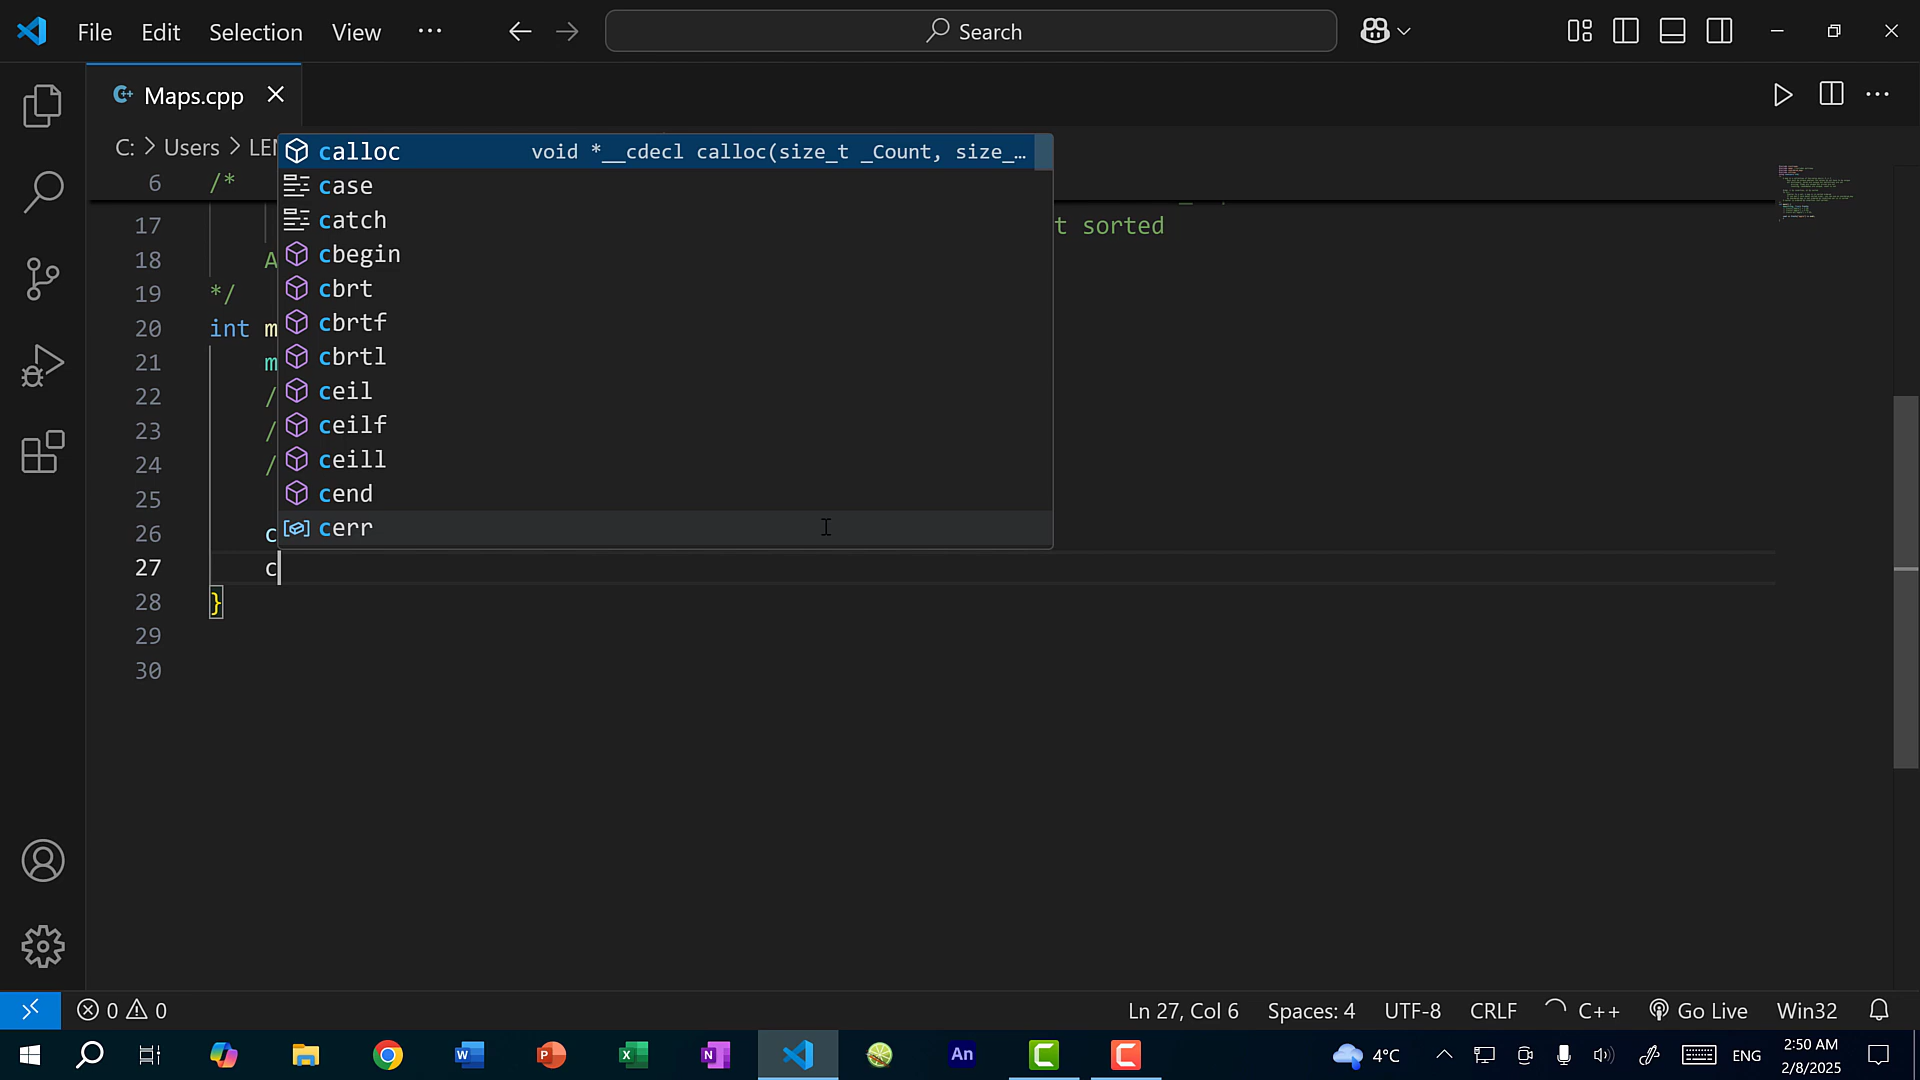 File Edit Selection View ··· Search
Maps.cpp
C: > Users > LEN
calloc void *__cdecl calloc(size_t _Count, size_…
6 /*
case
catch
17 t sorted
cbegin
18 A
cbrt
19 */
cbrtf
20 int m
cbrtl
21 m
ceil
22 /
ceilf
23 /
ceill
24 /
cend
25
cerr
26 c
27 c
28 }
29
30
0 0 Ln 27, Col 6 Spaces: 4 UTF-8 CRLF C++ Go Live Win32
4°C ENG 2:50 AM
2/8/2025